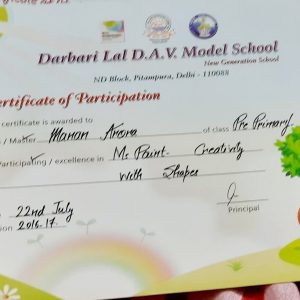 Darbari Lal D.A.V. Model School
New Generation School
ND Block, Pitampura, Delhi - 110088
ertificate of Participation
certificate is awarded to
/ Master Manan Arora of class Pre Primary
Participating / excellence in Ms Paint - Creativity
with Shapes
22nd July
2016-17
Principal